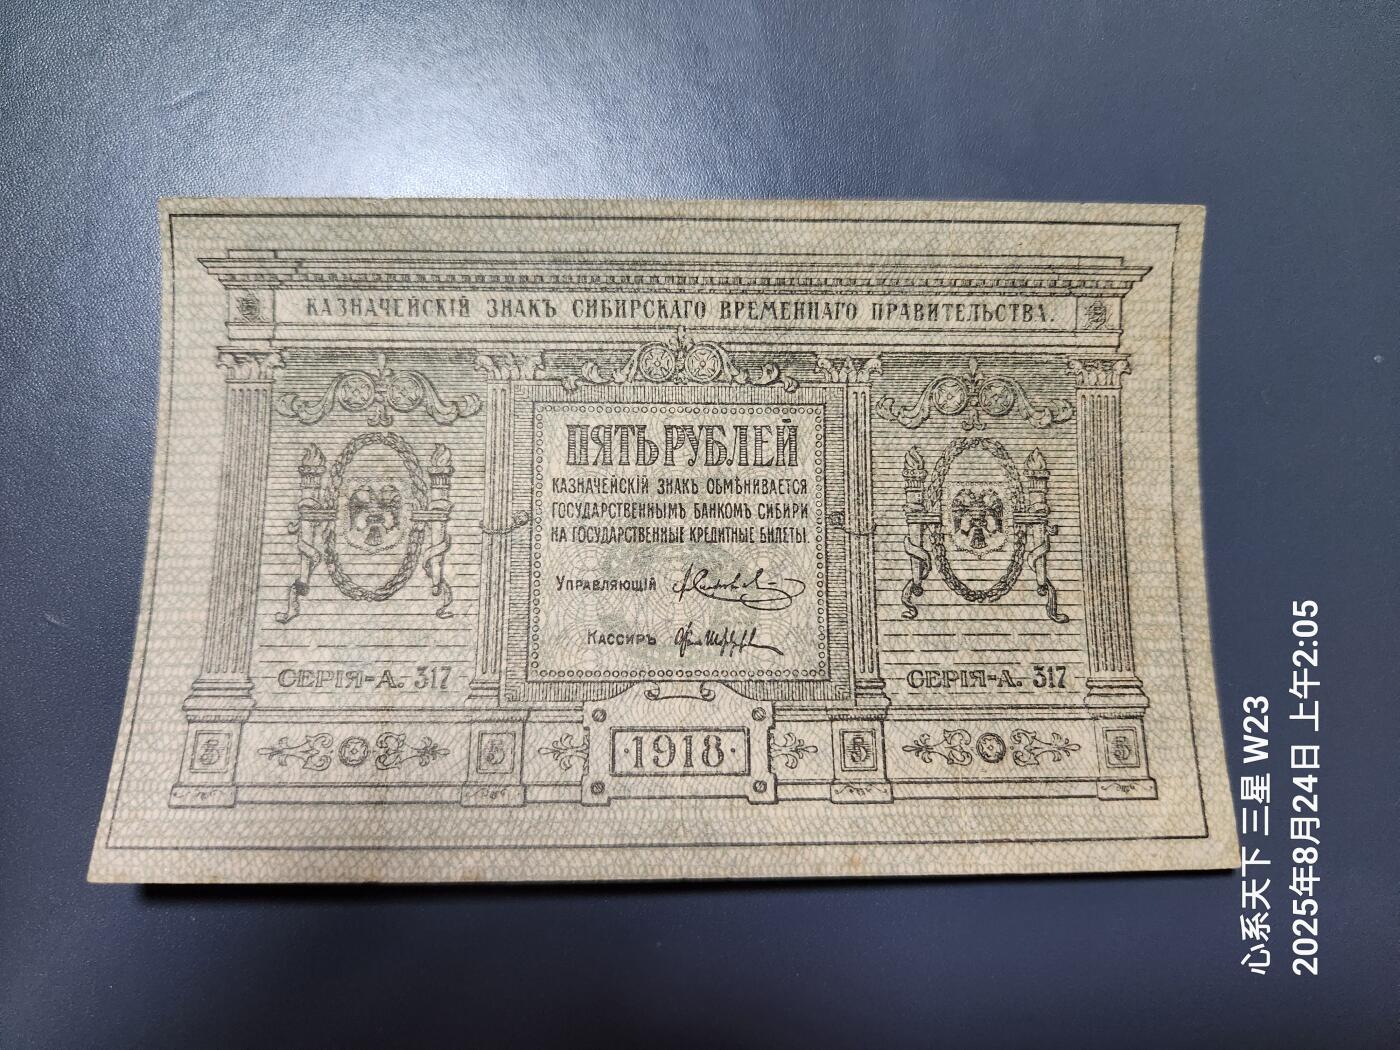 КАЗНАЧЕЙСКІЙ ЗНАКЪ СИБИРСКАГО ВРЕМЕННАГО ПРАВИТЕЛЬСТВА.
ПЯТЬ РУБЛЕЙ
КАЗНАЧЕЙСКІЙ ЗНАКЪ ОБМѢНИВАЕТСЯ
ГОСУДАРСТВЕННЫМЪ БАНКОМЪ СИБИРИ
НА ГОСУДАРСТВЕННЫЕ КРЕДИТНЫЕ БИЛЕТЫ.
УПРАВЛЯЮЩІЙ
КАССИРЪ
СЕРІЯ-А. 317
СЕРІЯ-А. 317
5
5
·1918·
5
5
心系天下 三星 W23
2025年8月24日 上午2:05